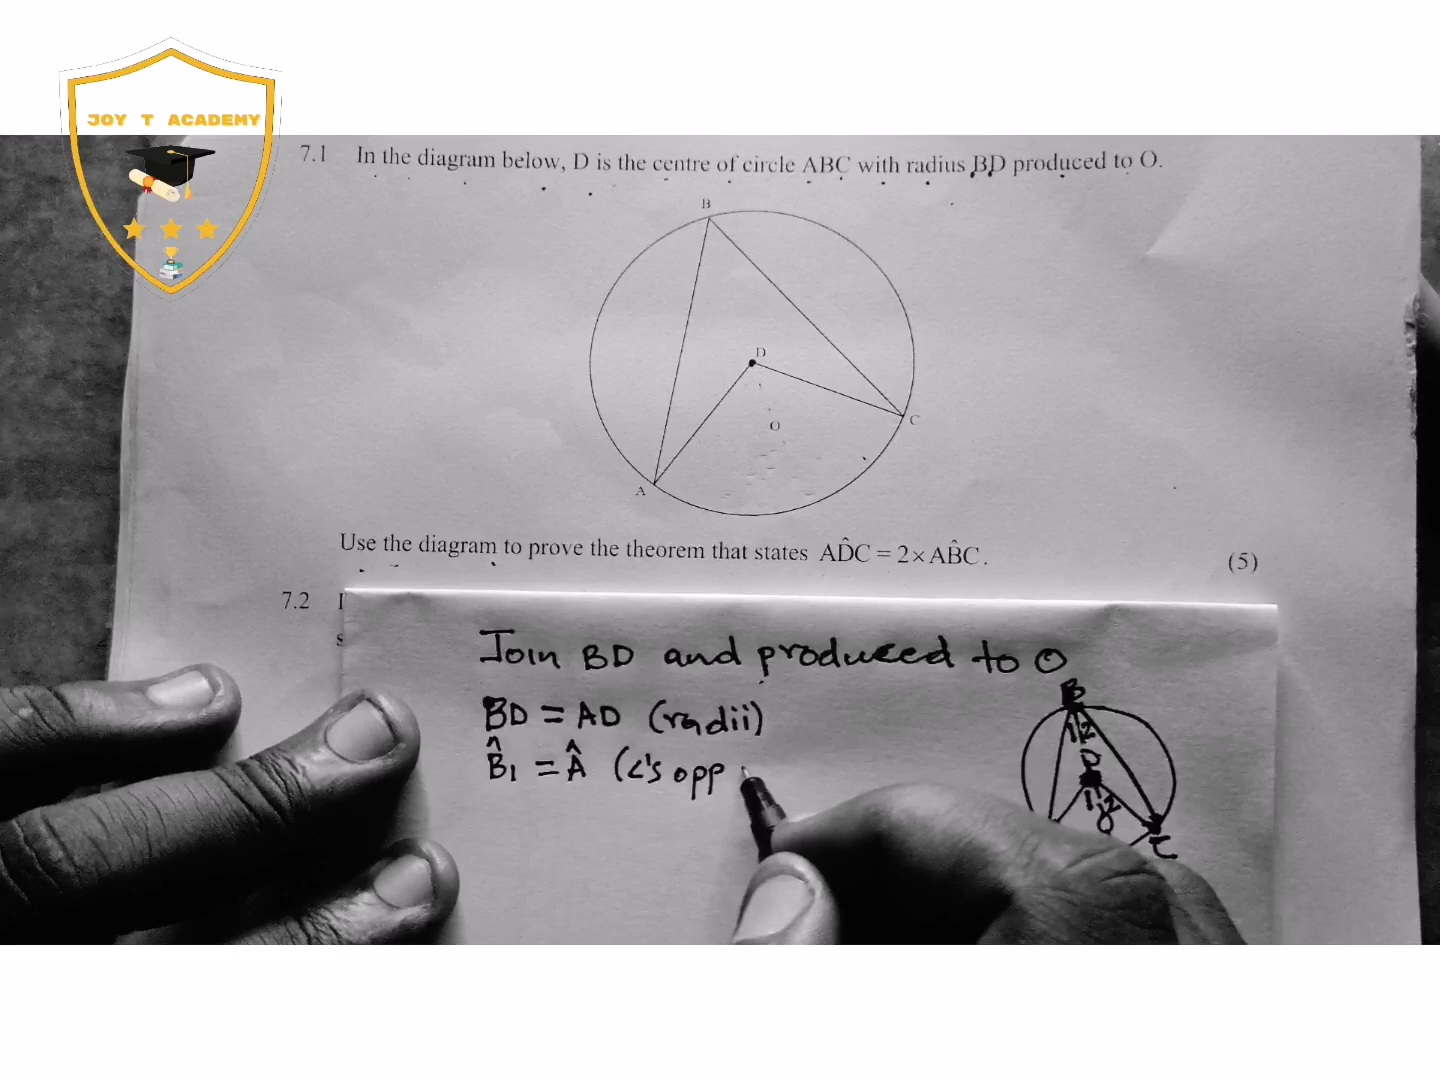 JOY T ACADEMY
7.1 In the diagram below, D is the centre of circle ABC with radius BD produced to O.
B
D
O
C
A
Use the diagram to prove the theorem that states AD̂C = 2 × AB̂C. (5)
7.2 I
s
Join BD and produced to O
BD = AD (radii)
B̂1 = Â (∠'s opp
B
1 2
D
1 2
O
C